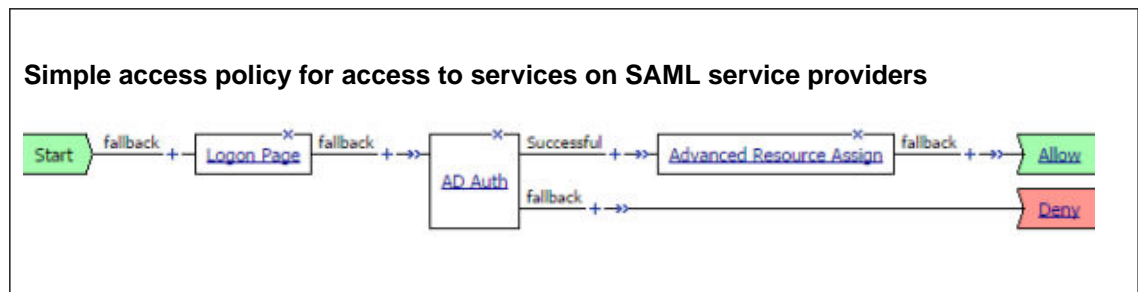 Simple access policy for access to services on SAML service providers
Start fallback + Logon Page fallback + AD Auth Successful + Advanced Resource Assign fallback + Allow
fallback + Deny